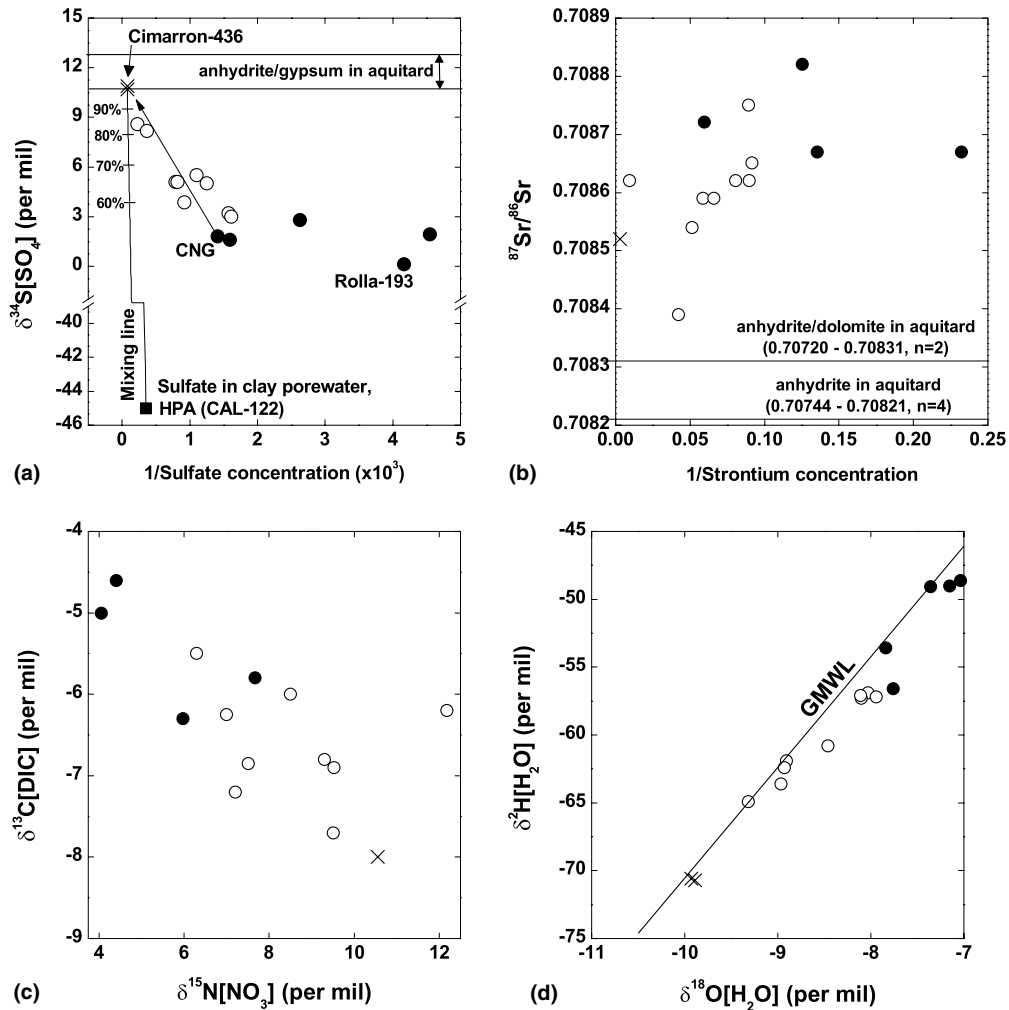 15
12
9
6
3
0
-40
-42
-44
-46
δ³⁴S[SO₄] (per mil)
Cimarron-436
anhydrite/gypsum in aquitard
90%
80%
70%
60%
CNG
Rolla-193
Mixing line
Sulfate in clay porewater,
HPA (CAL-122)
0 1 2 3 4 5
(a) 1/Sulfate concentration (x10³)
0.7089
0.7088
0.7087
0.7086
0.7085
0.7084
0.7083
0.7082
⁸⁷Sr/⁸⁶Sr
anhydrite/dolomite in aquitard
(0.70720 - 0.70831, n=2)
anhydrite in aquitard
(0.70744 - 0.70821, n=4)
0.00 0.05 0.10 0.15 0.20 0.25
(b) 1/Strontium concentration
-4
-5
-6
-7
-8
-9
δ¹³C[DIC] (per mil)
4 6 8 10 12
(c) δ¹⁵N[NO₃] (per mil)
-45
-50
-55
-60
-65
-70
-75
δ²H[H₂O] (per mil)
GMWL
-11 -10 -9 -8 -7
(d) δ¹⁸O[H₂O] (per mil)